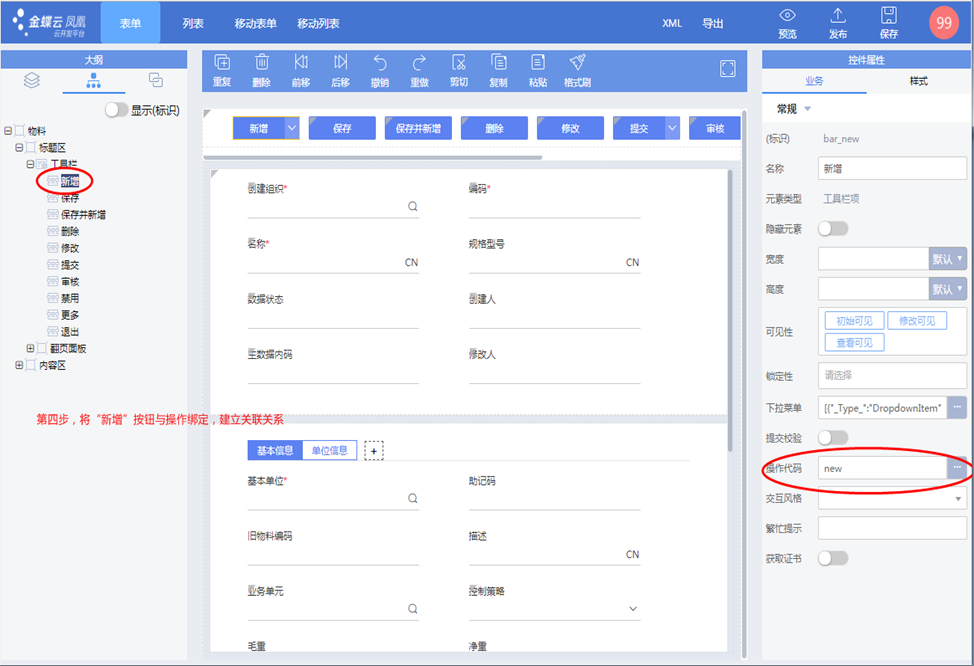 金蝶云 凤凰
云开发平台
表单 列表 移动表单 移动列表 XML 导出 预览 发布 保存 99
大纲
显示(标识)
物料
标题区
工具栏
新增
保存
保存并新增
删除
修改
提交
审核
禁用
更多
退出
翻页面板
内容区
第四步，将“新增”按钮与操作绑定，建立关联关系
重复 删除 前移 后移 撤销 重做 剪切 复制 粘贴 格式刷
新增 保存 保存并新增 删除 修改 提交 审核
创建组织* 编码*
名称* CN 规格型号 CN
数据状态 创建人
主数据内码 修改人
基本信息 单位信息 +
基本单位* 助记码
旧物料编码 描述 CN
业务单元 控制策略
毛重 净重
控件属性
业务 样式
常规
(标识) bar_new
名称 新增
元素类型 工具栏项
隐藏元素
宽度 默认
高度 默认
可见性 初始可见 修改可见
查看可见
锁定性 请选择
下拉菜单 [{"_Type_":"DropdownItem" ...
提交校验
操作代码 new ...
交互风格
繁忙提示
获取证书